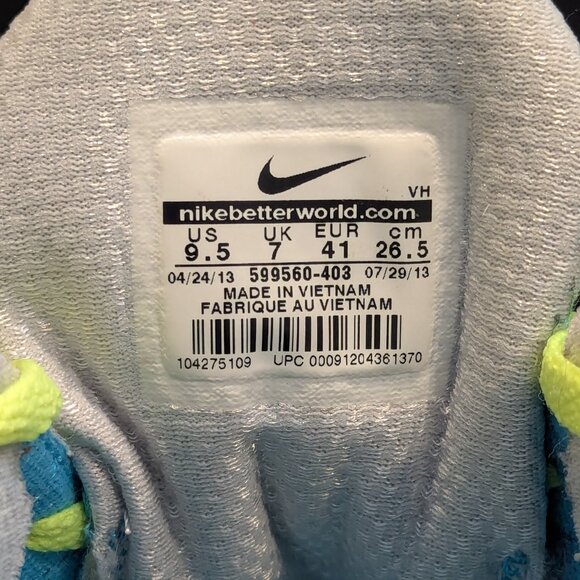 VH
nikebetterworld.com
US UK EUR cm
9.5 7 41 26.5
04/24/13 599560-403 07/29/13
MADE IN VIETNAM
FABRIQUE AU VIETNAM
104275109 UPC 00091204361370